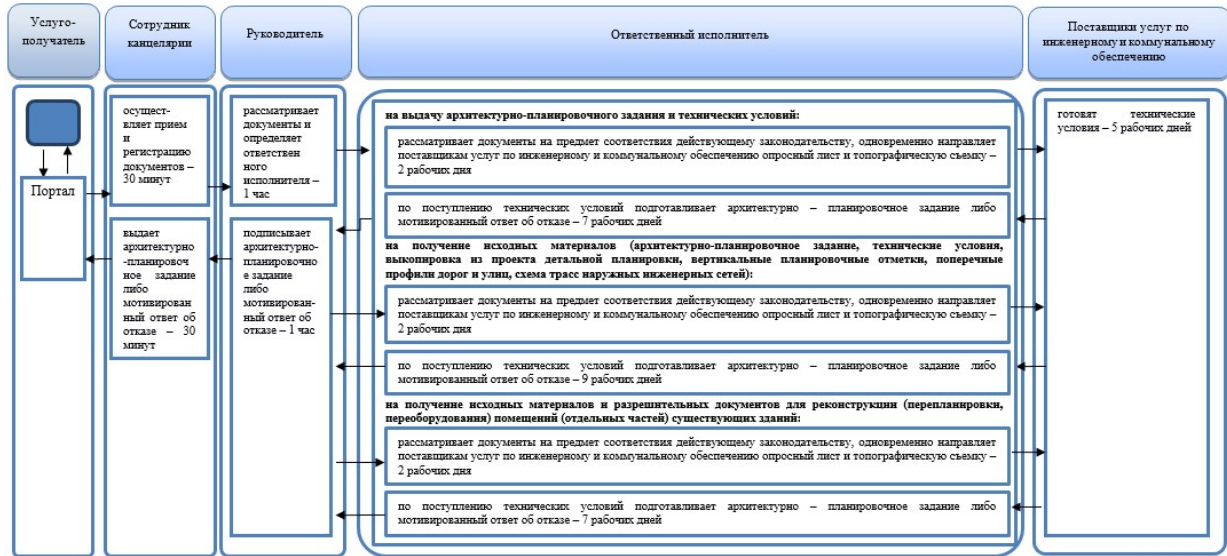 Услуго-
получатель
Сотрудник
канцелярии
Руководитель
Ответственный исполнитель
Поставщики услуг по
инженерному и коммунальному
обеспечению
Портал
осущест-
вляет прием
и
регистрацию
документов –
30 минут
выдает
архитектурно
-планировоч
ное задание
либо
мотивирован
ный ответ об
отказе – 30
минут
рассматривает
документы и
определяет
ответствен
ного
исполнителя –
1 час
подписывает
архитектурно-
планировочно
е задание
либо
мотивирован-
ный ответ об
отказе – 1 час
на выдачу архитектурно-планировочного задания и технических условий:
рассматривает документы на предмет соответствия действующему законодательству, одновременно направляет
поставщикам услуг по инженерному и коммунальному обеспечению опросный лист и топографическую съемку –
2 рабочих дня
по поступлению технических условий подготавливает архитектурно – планировочное задание либо
мотивированный ответ об отказе – 7 рабочих дней
на получение исходных материалов (архитектурно-планировочное задание, технические условия,
выкопировка из проекта детальной планировки, вертикальные планировочные отметки, поперечные
профили дорог и улиц, схема трасс наружных инженерных сетей):
рассматривает документы на предмет соответствия действующему законодательству, одновременно направляет
поставщикам услуг по инженерному и коммунальному обеспечению опросный лист и топографическую съемку –
2 рабочих дня
по поступлению технических условий подготавливает архитектурно – планировочное задание либо
мотивированный ответ об отказе – 9 рабочих дней
на получение исходных материалов и разрешительных документов для реконструкции (перепланировки,
переоборудования) помещений (отдельных частей) существующих зданий:
рассматривает документы на предмет соответствия действующему законодательству, одновременно направляет
поставщикам услуг по инженерному и коммунальному обеспечению опросный лист и топографическую съемку –
2 рабочих дня
по поступлению технических условий подготавливает архитектурно – планировочное задание либо
мотивированный ответ об отказе – 7 рабочих дней
готовят технические
условия – 5 рабочих дней